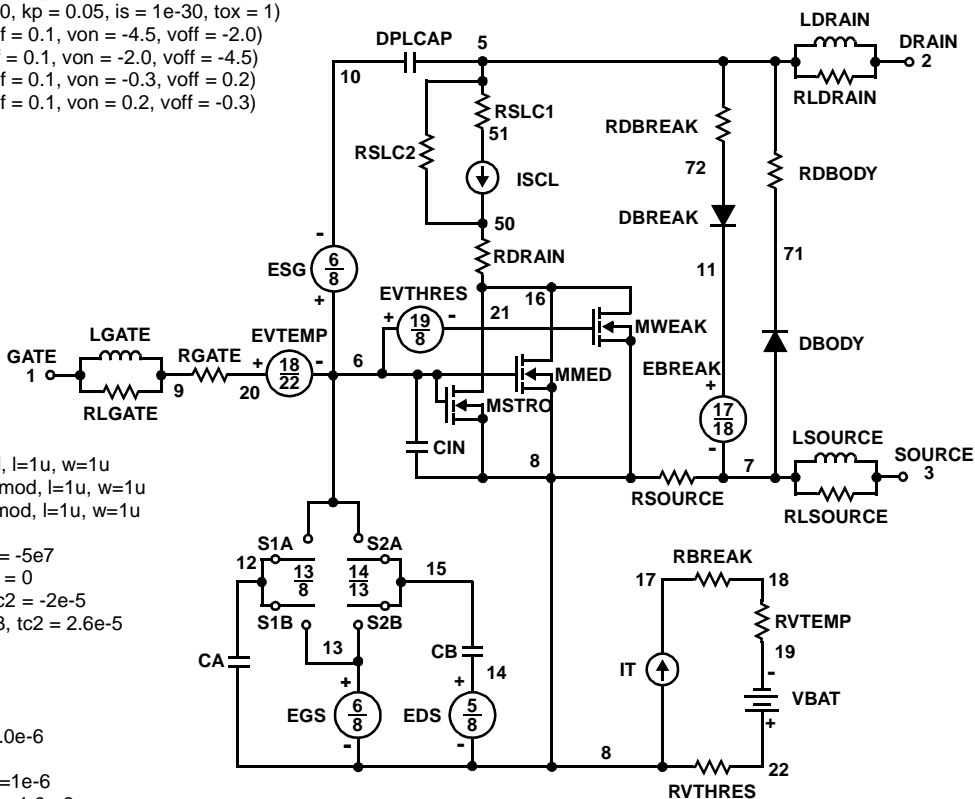 0, kp = 0.05, is = 1e-30, tox = 1)
f = 0.1, von = -4.5, voff = -2.0)
= 0.1, von = -2.0, voff = -4.5)
f = 0.1, von = -0.3, voff = 0.2)
ff = 0.1, von = 0.2, voff = -0.3)
DPLCAP
5
10
LDRAIN
DRAIN
2
RLDRAIN
RSLC1
51
RSLC2
ISCL
50
RDRAIN
RDBREAK
72
RDBODY
DBREAK
71
11
-
ESG
6
8
+
EVTHRES
+
19
8
-
16
21
MWEAK
LGATE
GATE
1
RLGATE
9
RGATE
20
EVTEMP
+
18
22
-
6
MMED
MSTRO
DBODY
EBREAK
+
17
18
-
CIN
8
7
RSOURCE
LSOURCE
SOURCE
3
RLSOURCE
l, l=1u, w=1u
mod, l=1u, w=1u
mod, l=1u, w=1u
= -5e7
= 0
c2 = -2e-5
, tc2 = 2.6e-5
.0e-6
=1e-6
S1A
S2A
12
13
8
14
13
15
S1B
S2B
13
CA
CB
14
+
EGS
6
8
-
+
EDS
5
8
-
8
17
RBREAK
18
RVTEMP
19
-
IT
VBAT
+
22
RVTHRES